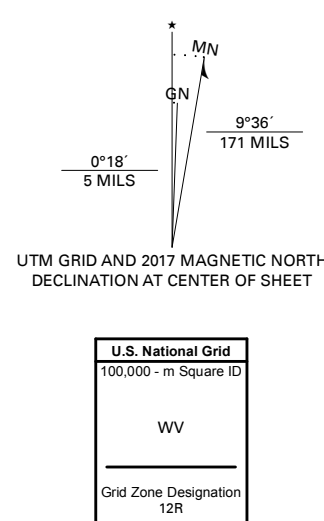 ★
MN
GN
9°36´
171 MILS
0°18´
5 MILS
UTM GRID AND 2017 MAGNETIC NORTH
DECLINATION AT CENTER OF SHEET
U.S. National Grid
100,000 - m Square ID
WV
Grid Zone Designation
12R